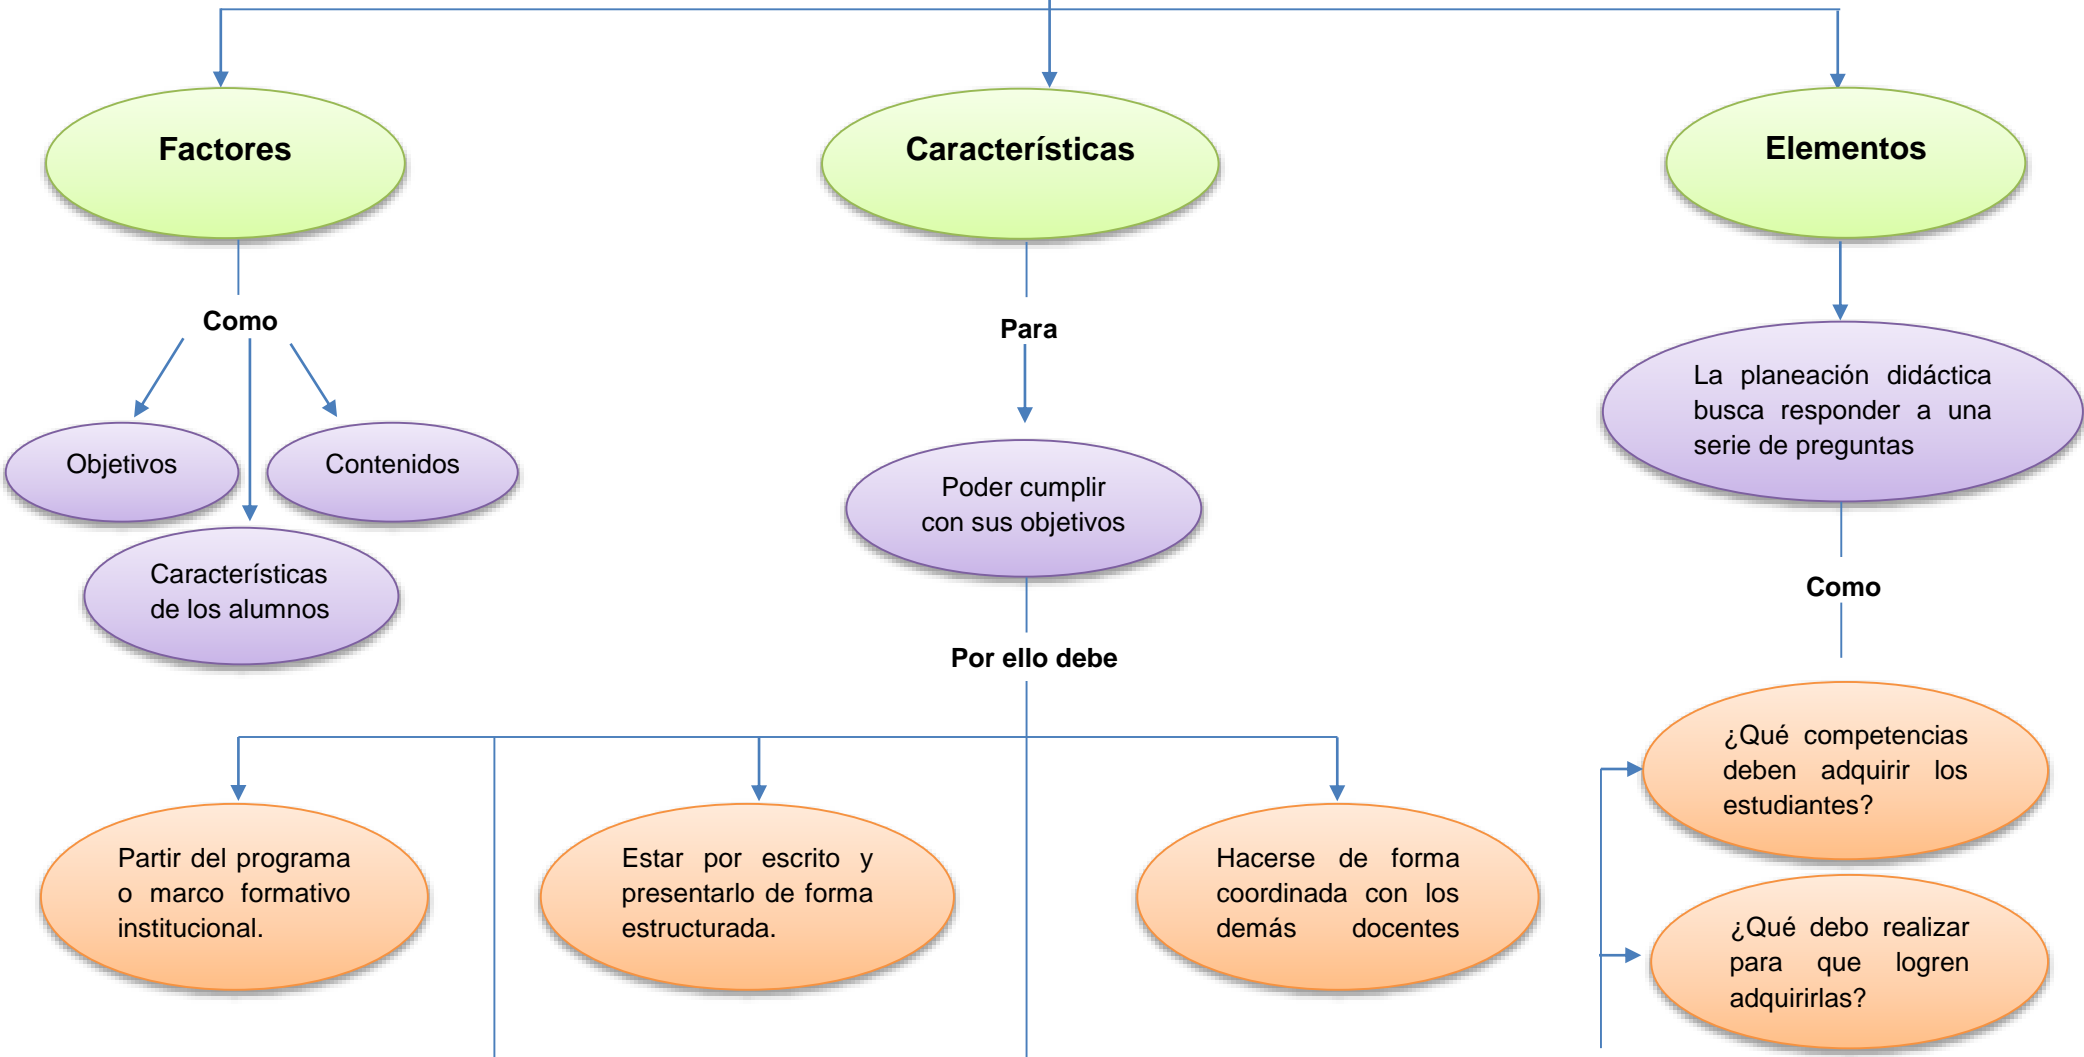 Factores
Características
Elementos
Como
Objetivos
Contenidos
Características
de los alumnos
Para
Poder cumplir
con sus objetivos
Por ello debe
Partir del programa
o marco formativo
institucional.
Estar por escrito y
presentarlo de forma
estructurada.
Hacerse de forma
coordinada con los
demás docentes
La planeación didáctica
busca responder a una
serie de preguntas
Como
¿Qué competencias
deben adquirir los
estudiantes?
¿Qué debo realizar
para que logren
adquirirlas?